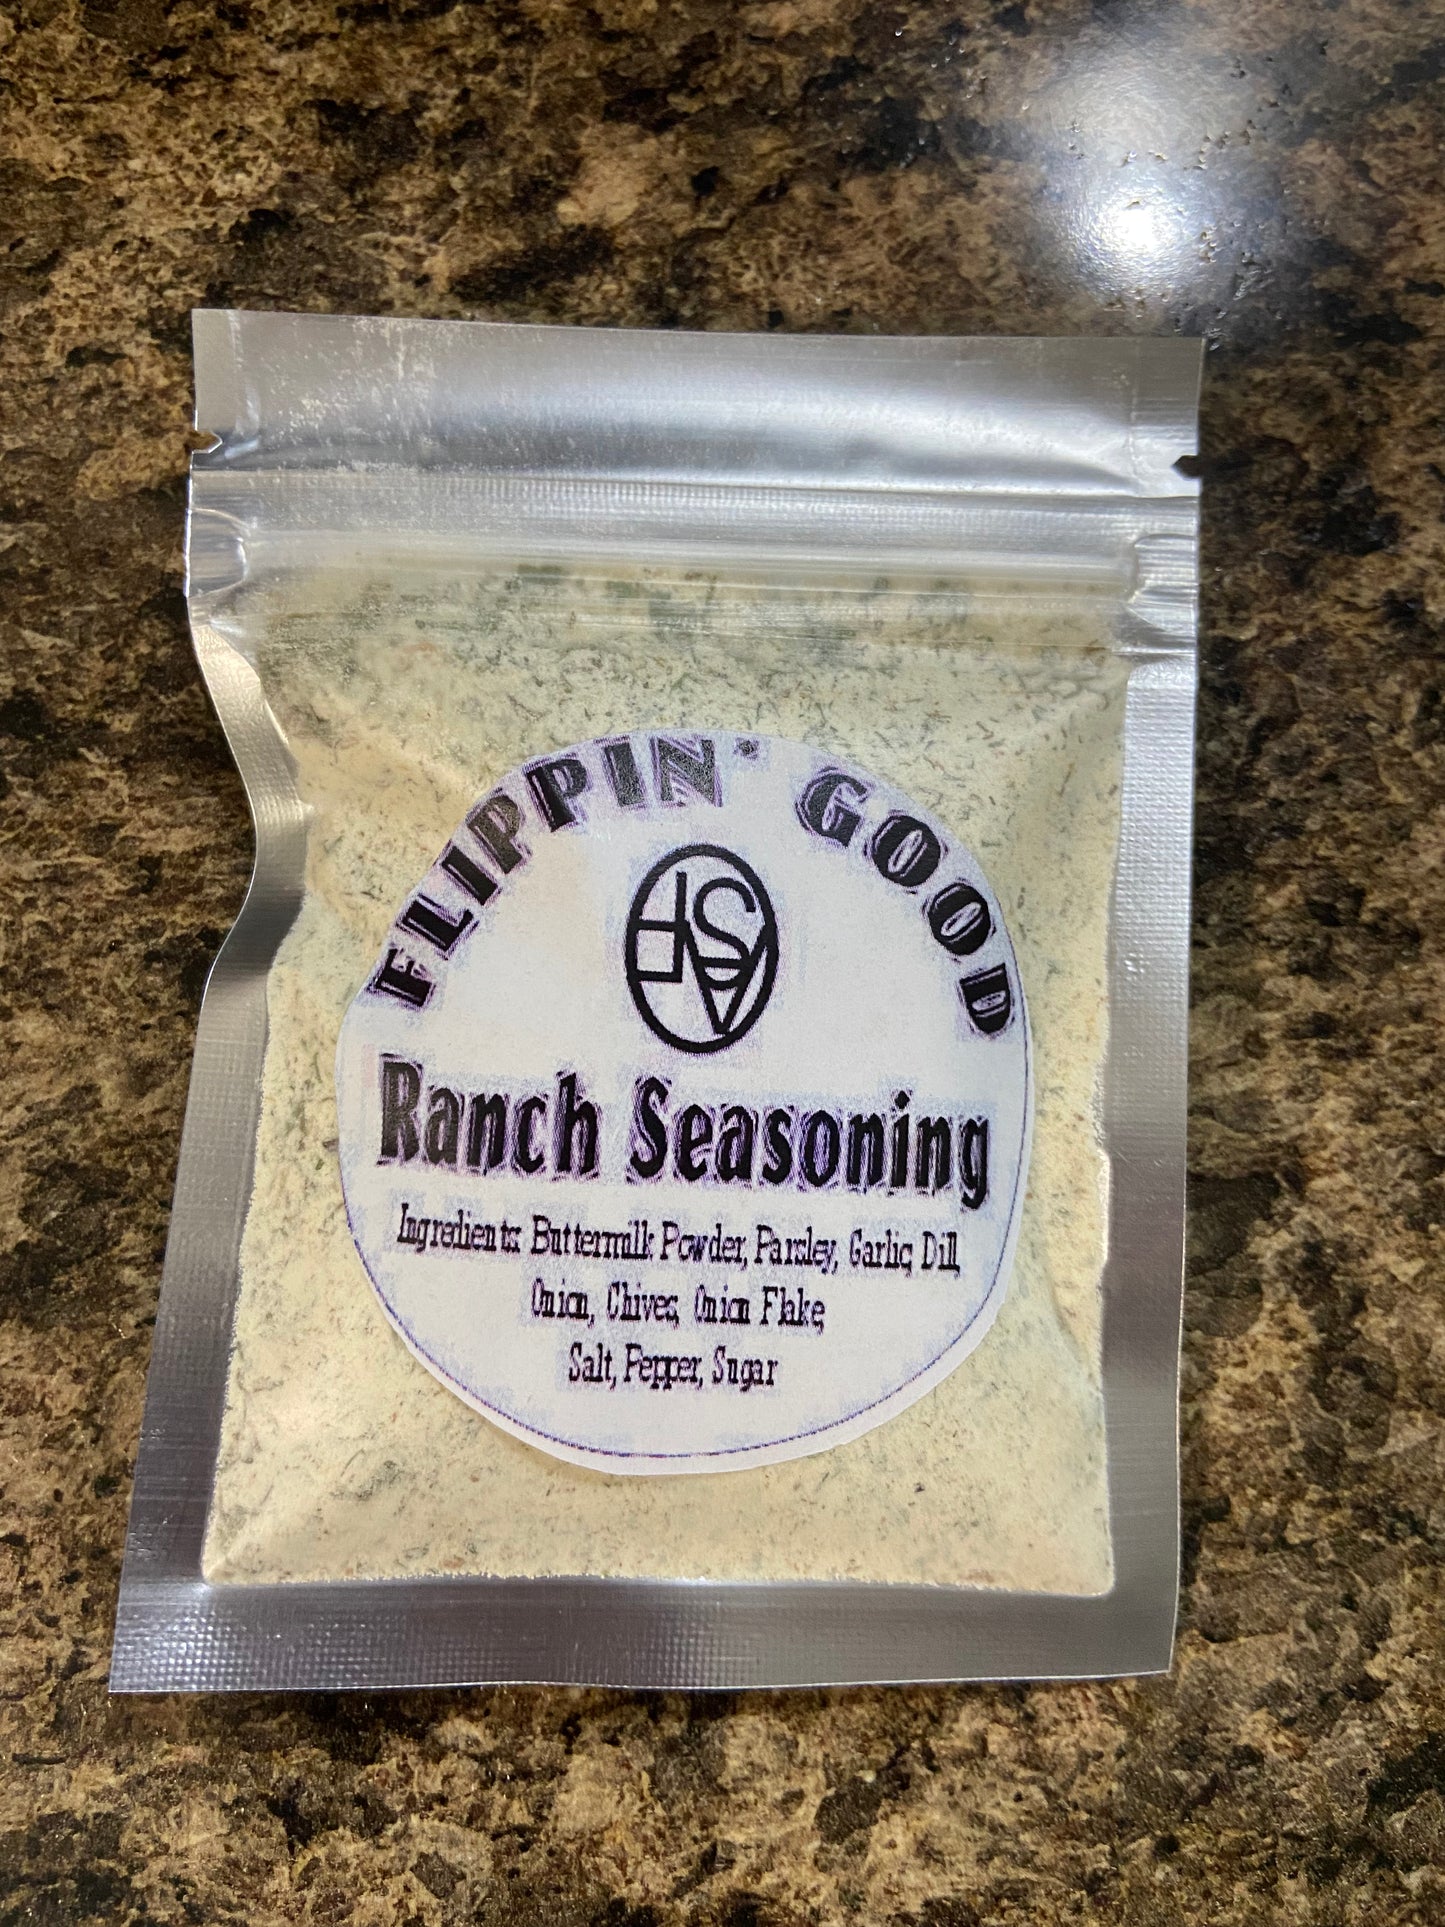 FLIPPIN' GOOD
Ranch Seasoning
Ingredients: Buttermilk Powder, Parsley, Garlic, Dill,
Onion, Chives, Onion Flake,
Salt, Pepper, Sugar